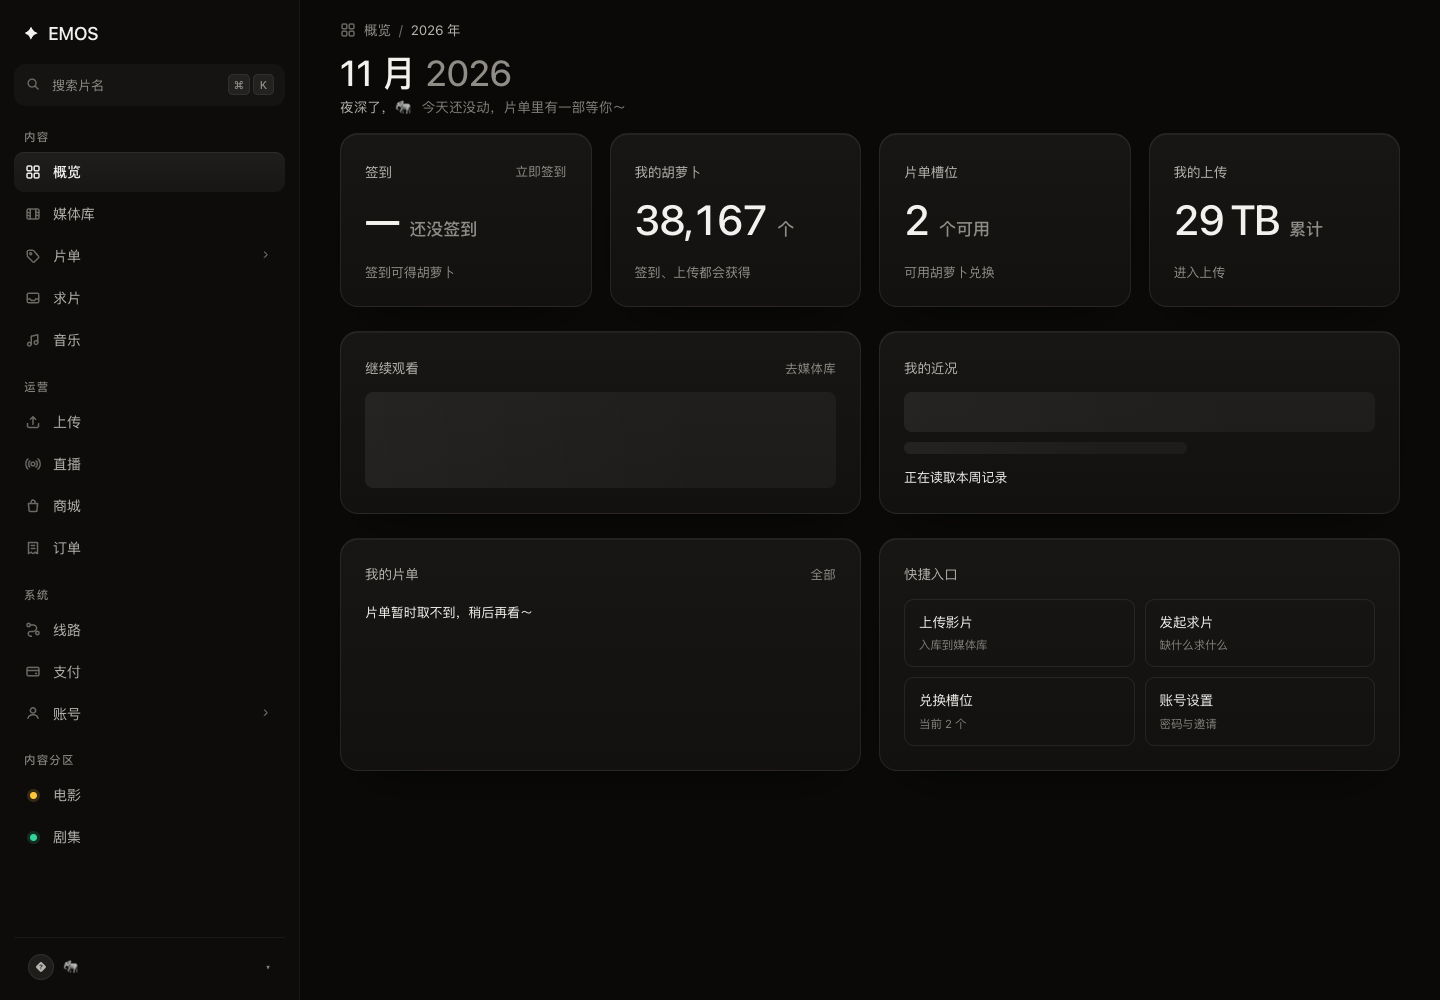 EMOS
搜索片名 ⌘ K
内容
概览
媒体库
片单
求片
音乐
运营
上传
直播
商城
订单
系统
线路
支付
账号
内容分区
电影
剧集
概览 / 2026 年
11 月 2026
夜深了，🐘 今天还没动，片单里有一部等你～
签到 立即签到
— 还没签到
签到可得胡萝卜
我的胡萝卜
38,167 个
签到、上传都会获得
片单槽位
2 个可用
可用胡萝卜兑换
我的上传
29 TB 累计
进入上传
继续观看 去媒体库
我的近况
正在读取本周记录
我的片单 全部
片单暂时取不到，稍后再看～
快捷入口
上传影片
入库到媒体库
发起求片
缺什么求什么
兑换槽位
当前 2 个
账号设置
密码与邀请